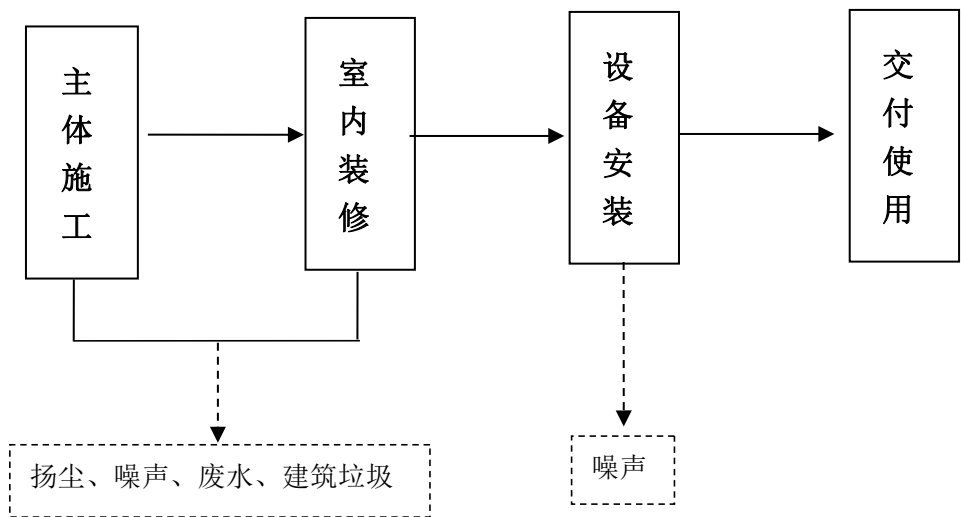 主体施工
室内装修
设备安装
交付使用
扬尘、噪声、废水、建筑垃圾
噪声